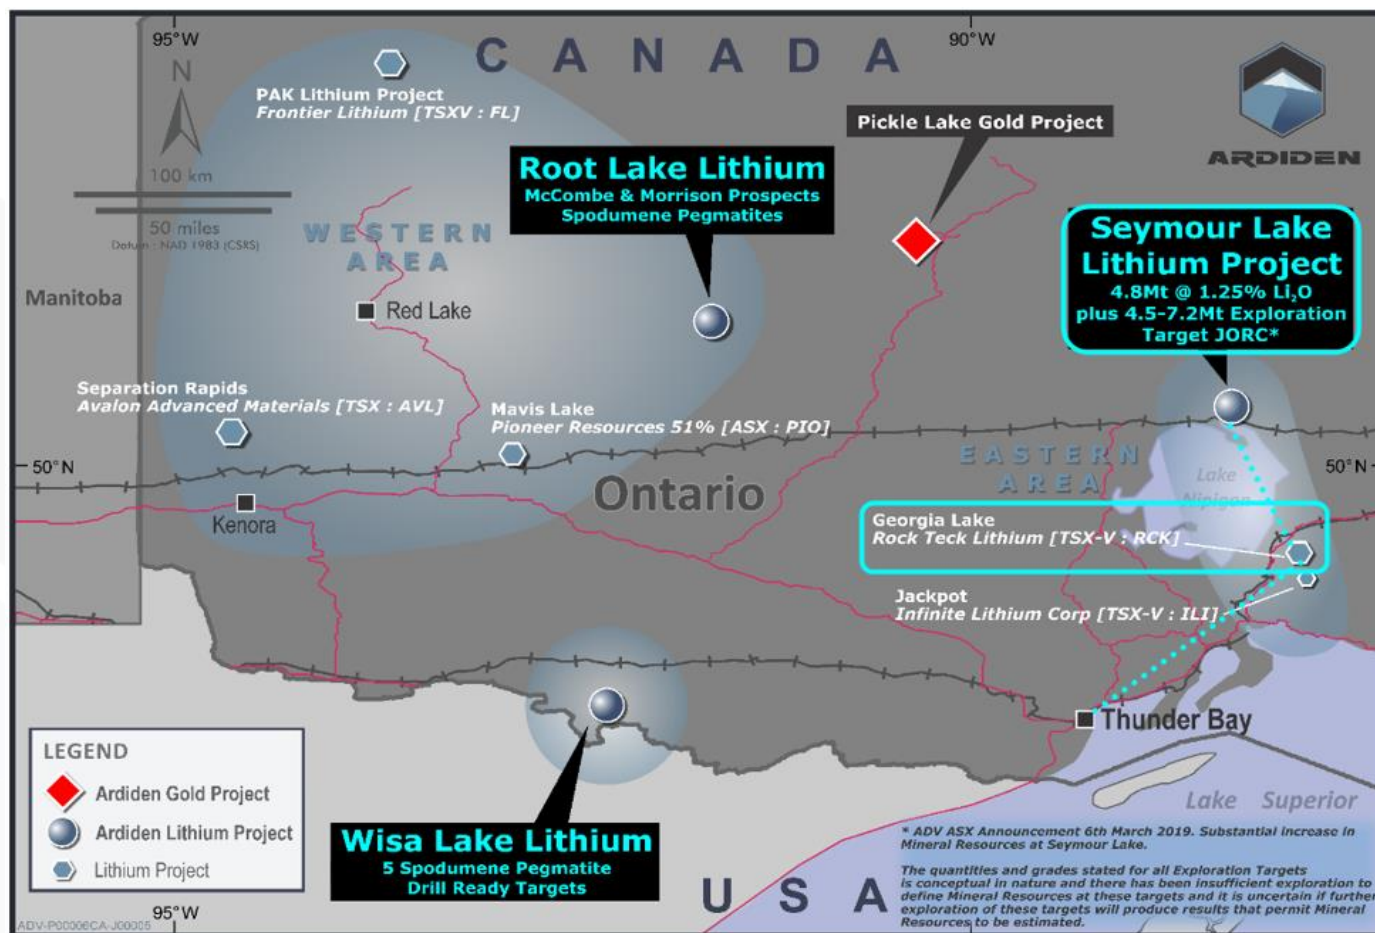 95°W
90°W
C A N A D A
N
PAK Lithium Project
Frontier Lithium [TSXV : FL]
100 km
50 miles
Datum : NAD 1983 (CSRS)
WESTERN
AREA
Manitoba
Red Lake
Root Lake Lithium
McCombe & Morrison Prospects
Spodumene Pegmatites
Pickle Lake Gold Project
ARDIDEN
Seymour Lake
Lithium Project
4.8Mt @ 1.25% Li₂O
plus 4.5-7.2Mt Exploration
Target JORC*
Separation Rapids
Avalon Advanced Materials [TSX : AVL]
Mavis Lake
Pioneer Resources 51% [ASX : PIO]
50°N
50°N
EASTERN
AREA
Lake
Nipigon
Ontario
Kenora
Georgia Lake
Rock Teck Lithium [TSX-V : RCK]
Jackpot
Infinite Lithium Corp [TSX-V : ILI]
Thunder Bay
Lake Superior
LEGEND
Ardiden Gold Project
Ardiden Lithium Project
Lithium Project
Wisa Lake Lithium
5 Spodumene Pegmatite
Drill Ready Targets
U S A
* ADV ASX Announcement 6th March 2019. Substantial increase in
Mineral Resources at Seymour Lake.
The quantities and grades stated for all Exploration Targets
is conceptual in nature and there has been insufficient exploration to
define Mineral Resources at these targets and it is uncertain if further
exploration of these targets will produce results that permit Mineral
Resources to be estimated.
95°W
ADV-P00006CA-J00005